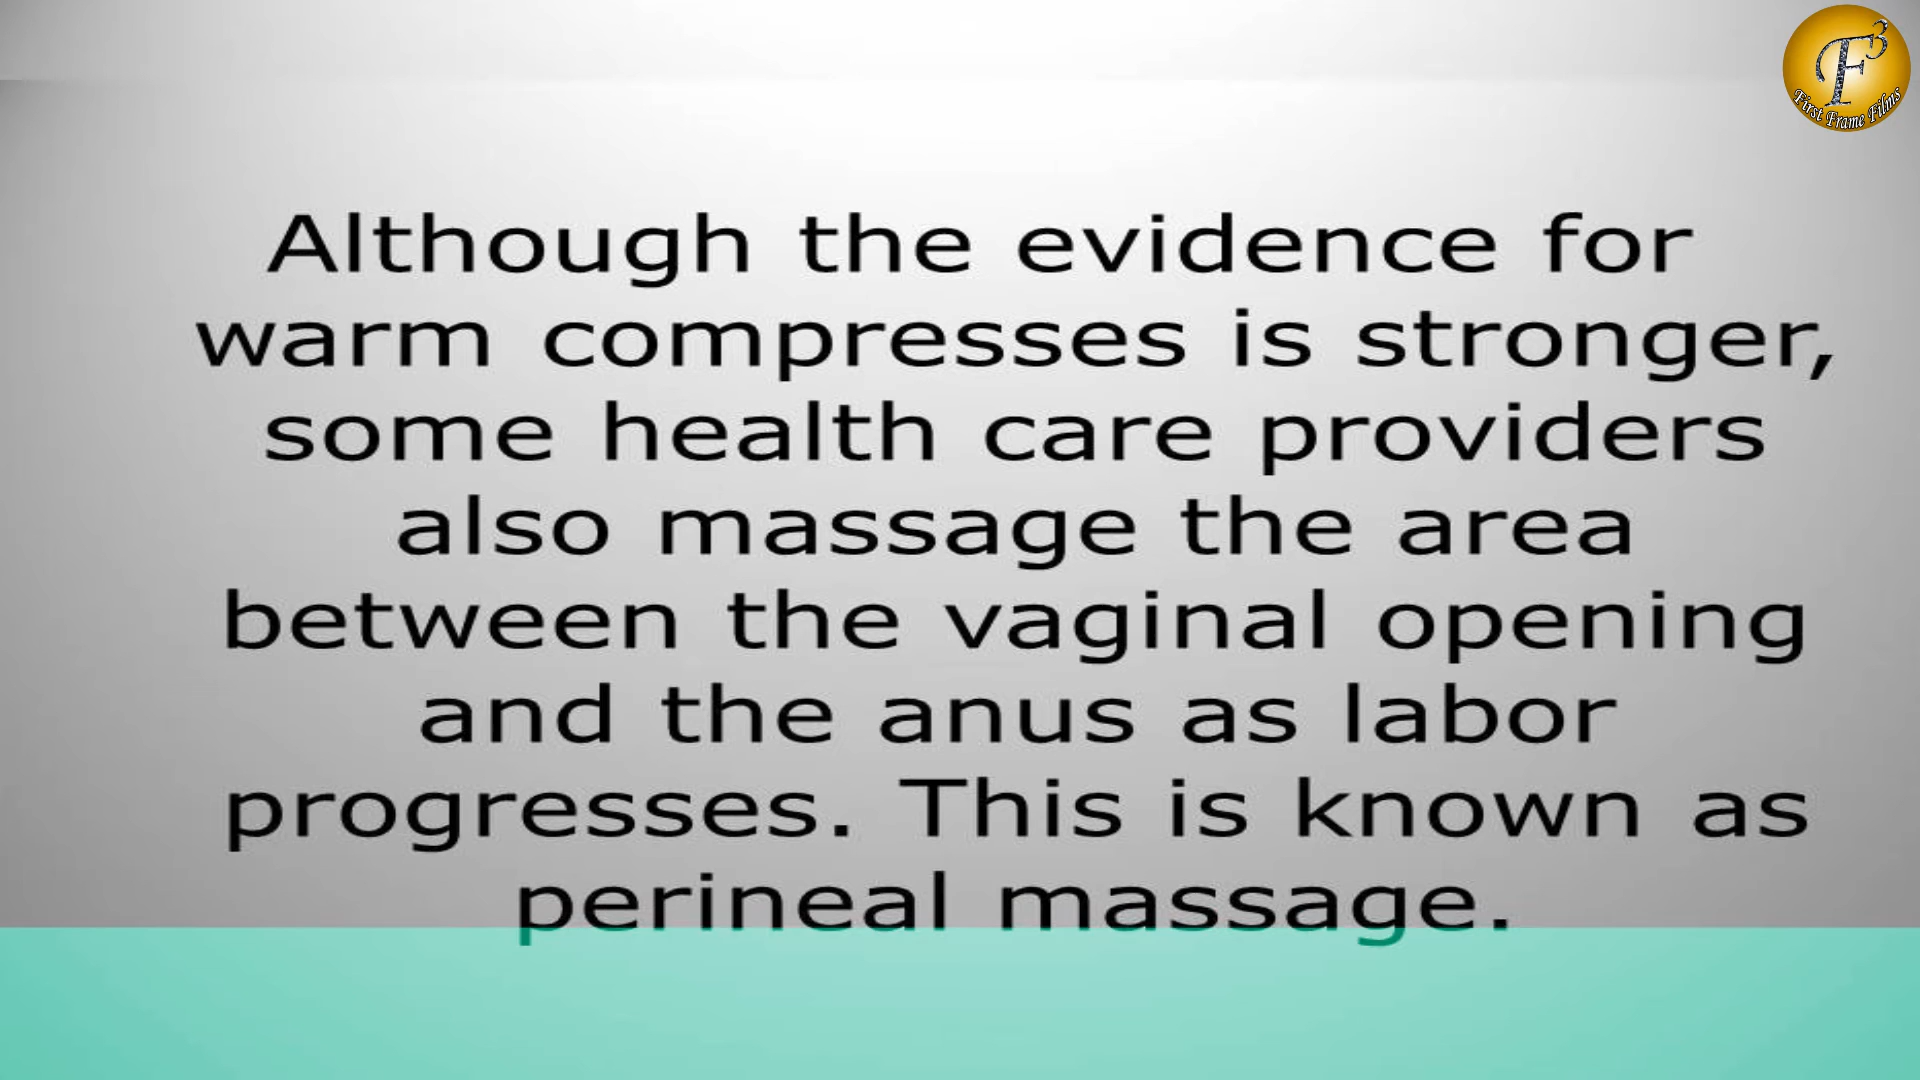 F3
First Frame Films
Although the evidence for
warm compresses is stronger,
some health care providers
also massage the area
between the vaginal opening
and the anus as labor
progresses. This is known as
perineal massage.